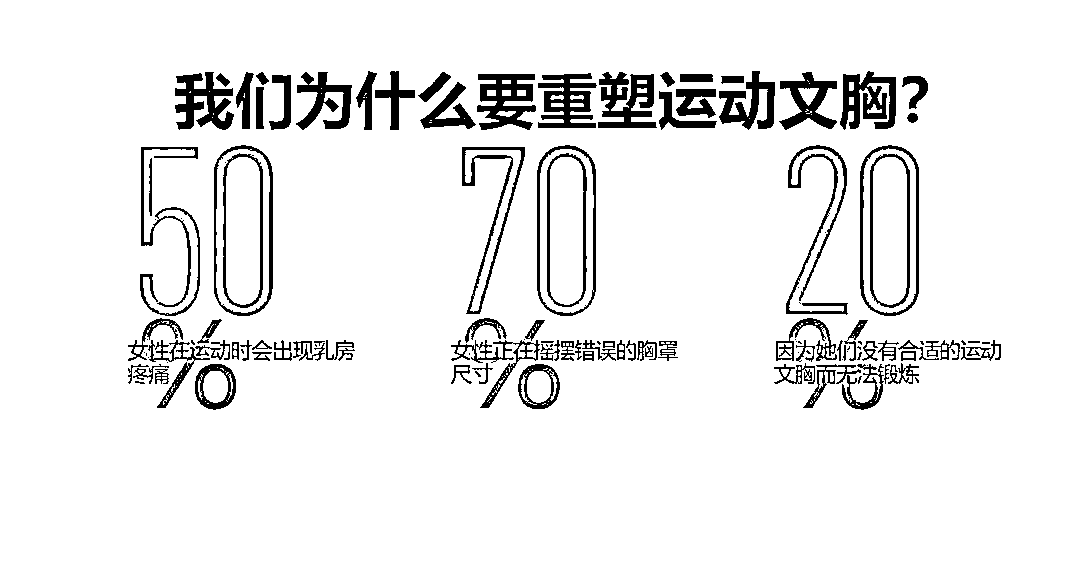 我们为什么要重塑运动文胸?
50
%
女性在运动时会出现乳房
疼痛
70
%
女性正在摇摆错误的胸罩
尺寸
20
%
因为她们没有合适的运动
文胸而无法锻炼